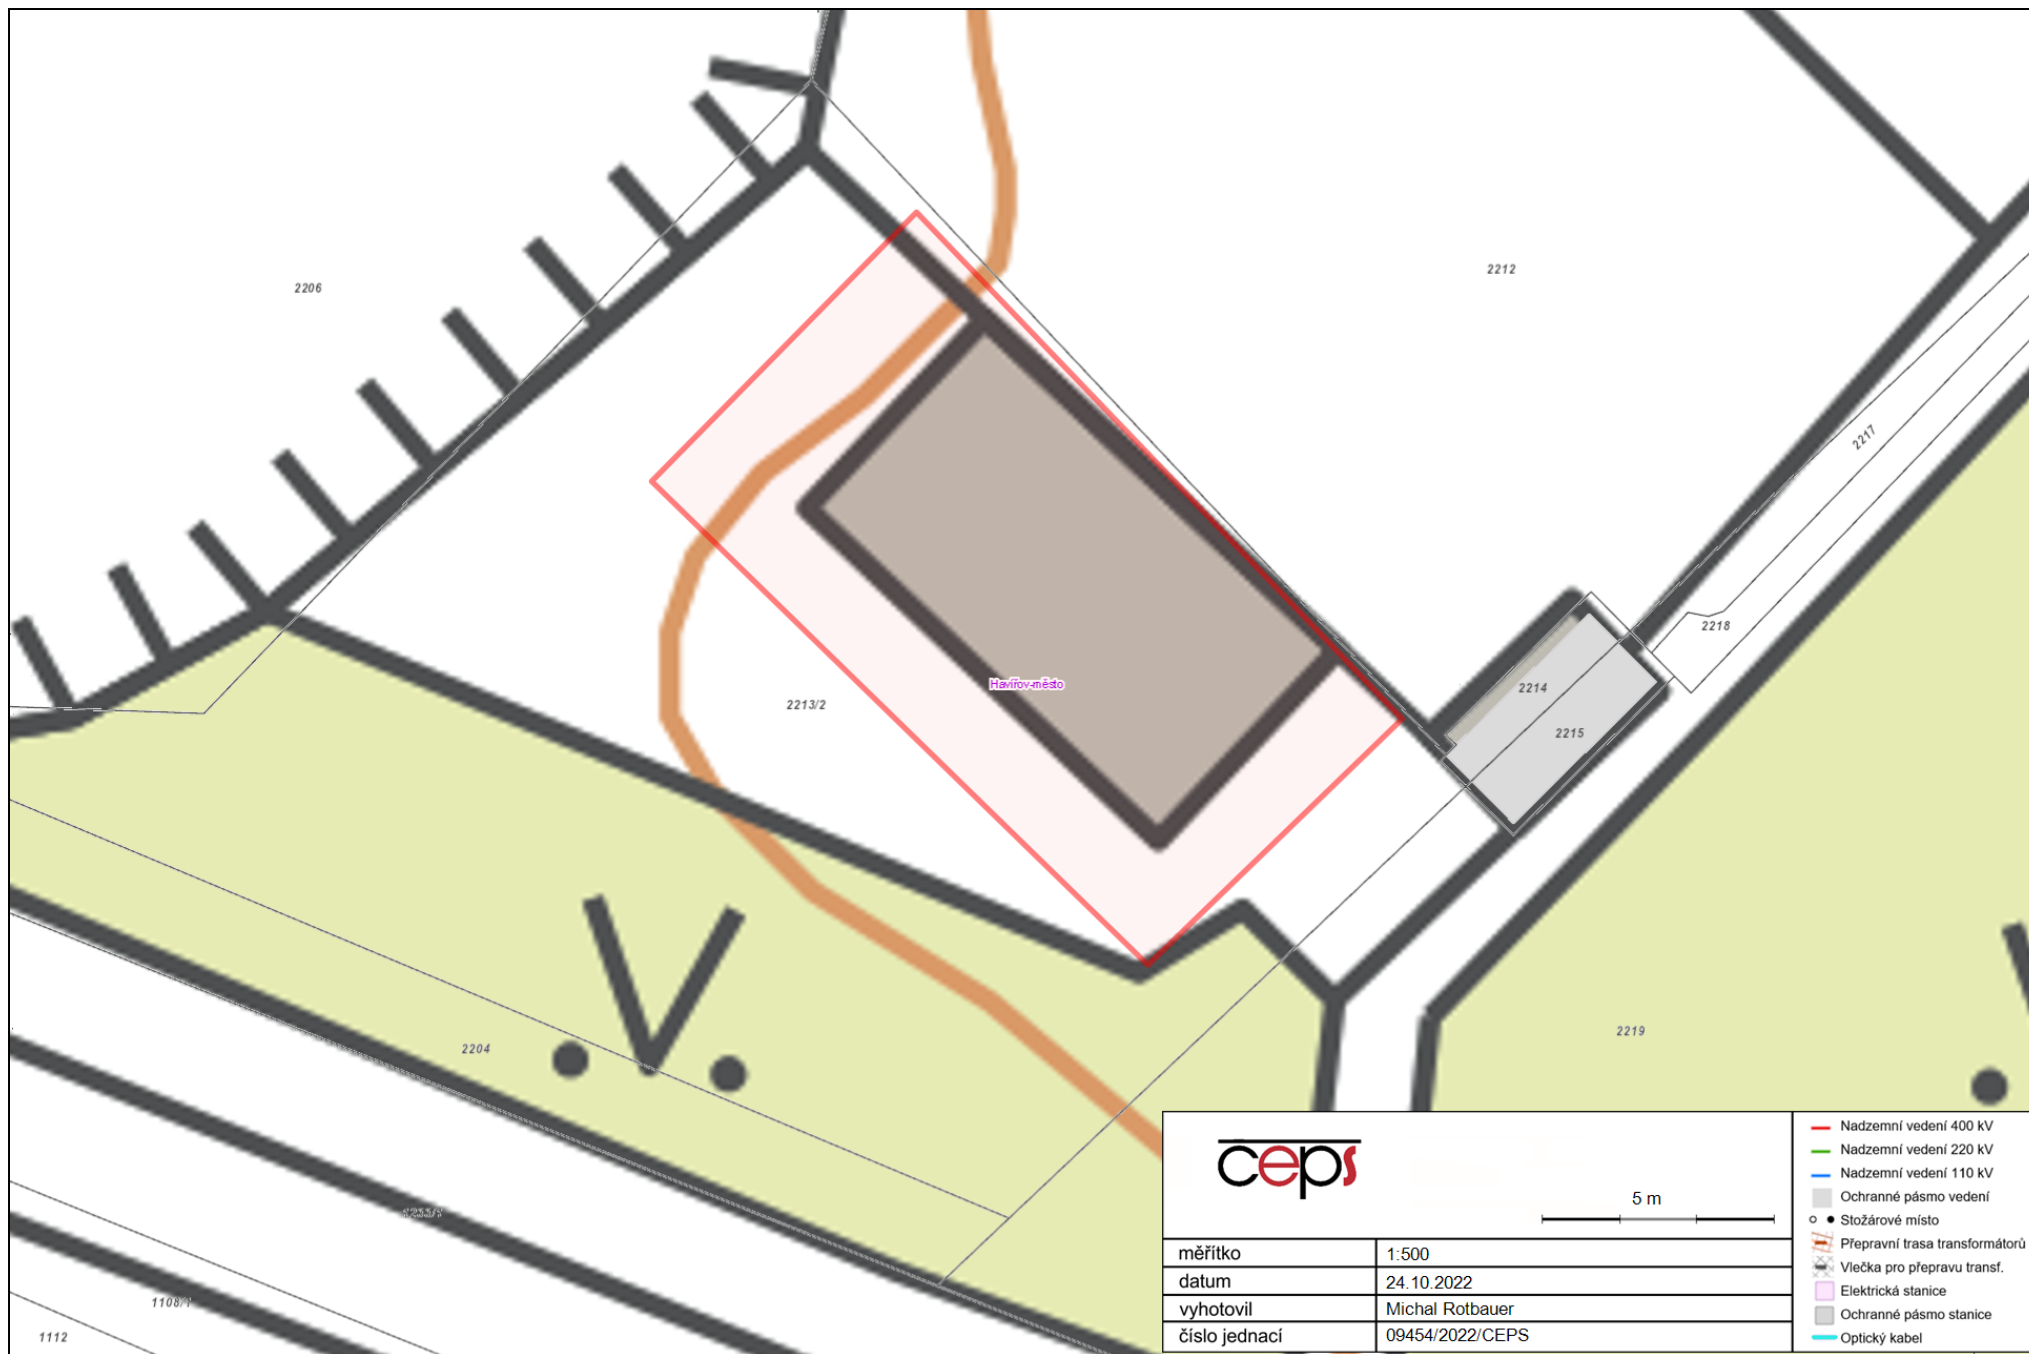 2206
2212
2217
2218
2214
2215
Havířov-město
2213/2
2219
2204
1108/1
1112
ceps
5 m
měřítko 1:500
datum 24.10.2022
vyhotovil Michal Rotbauer
číslo jednací 09454/2022/CEPS
Nadzemní vedení 400 kV
Nadzemní vedení 220 kV
Nadzemní vedení 110 kV
Ochranné pásmo vedení
Stožárové místo
Přepravní trasa transformátorů
Vlečka pro přepravu transf.
Elektrická stanice
Ochranné pásmo stanice
Optický kabel